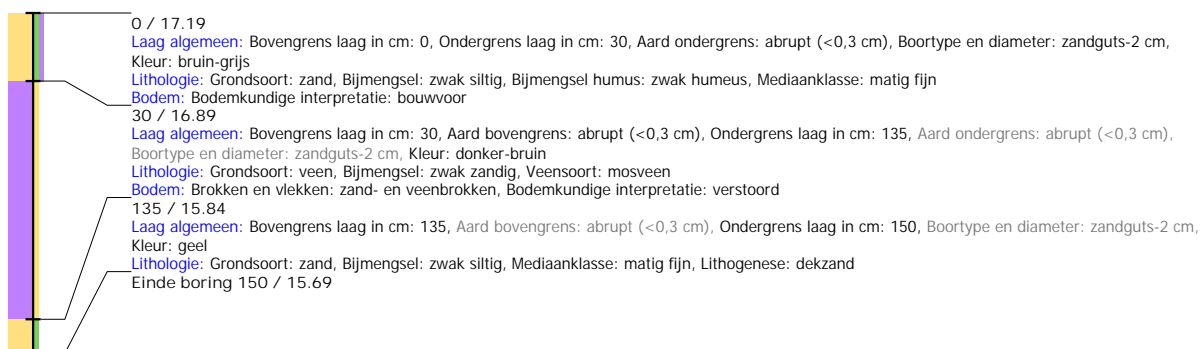 0 / 17.19
Laag algemeen: Bovengrens laag in cm: 0, Ondergrens laag in cm: 30, Aard ondergrens: abrupt (<0,3 cm), Boortype en diameter: zandguts-2 cm,
Kleur: bruin-grijs
Lithologie: Grondsoort: zand, Bijmengsel: zwak siltig, Bijmengsel humus: zwak humeus, Mediaanklasse: matig fijn
Bodem: Bodemkundige interpretatie: bouwvoor
30 / 16.89
Laag algemeen: Bovengrens laag in cm: 30, Aard bovengrens: abrupt (<0,3 cm), Ondergrens laag in cm: 135, Aard ondergrens: abrupt (<0,3 cm),
Boortype en diameter: zandguts-2 cm, Kleur: donker-bruin
Lithologie: Grondsoort: veen, Bijmengsel: zwak zandig, Veensoort: mosveen
Bodem: Brokken en vlekken: zand- en veenbrokken, Bodemkundige interpretatie: verstoord
135 / 15.84
Laag algemeen: Bovengrens laag in cm: 135, Aard bovengrens: abrupt (<0,3 cm), Ondergrens laag in cm: 150, Boortype en diameter: zandguts-2 cm,
Kleur: geel
Lithologie: Grondsoort: zand, Bijmengsel: zwak siltig, Mediaanklasse: matig fijn, Lithogenese: dekzand
Einde boring 150 / 15.69